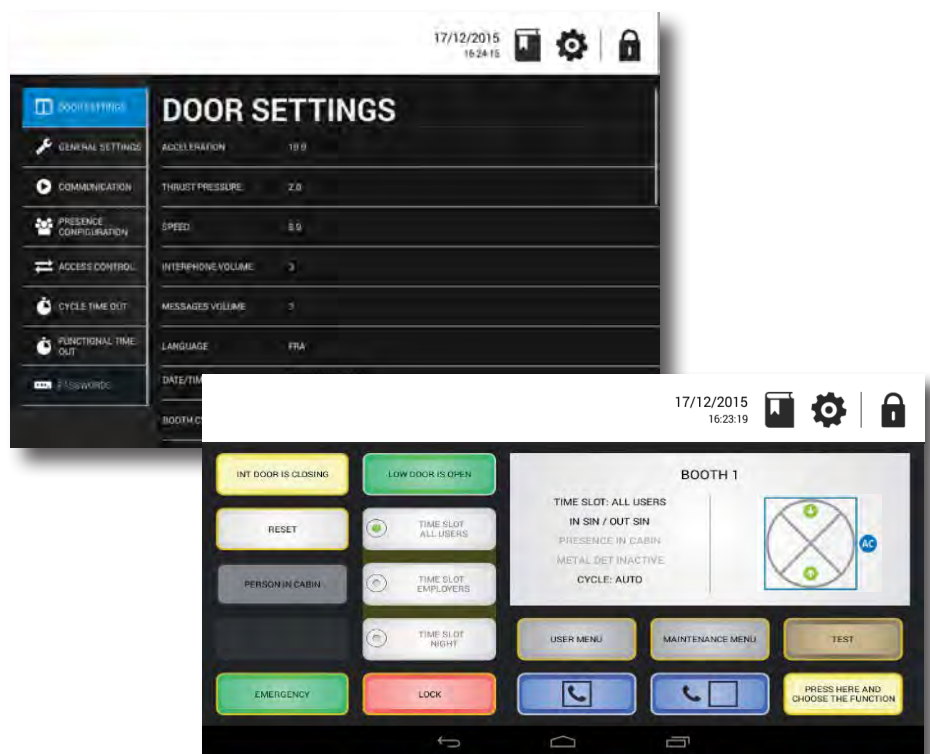 17/12/2015
16:24:15
DOOR SETTINGS
DOOR SETTINGS
GENERAL SETTINGS
COMMUNICATION
PRESENCE
CONFIGURATION
ACCESS CONTROL
CYCLE TIME OUT
FUNCTIONAL TIME
OUT
PASSWORDS
ACCELERATION
THRUST PRESSURE 2.0
SPEED
INTERPHONE VOLUME 3
MESSAGES VOLUME
LANGUAGE FRA
DATE/TIM
BOOTH C
17/12/2015
16:23:19
INT DOOR IS CLOSING
LOW DOOR IS OPEN
RESET
TIME SLOT
ALL USERS
PERSON IN CABIN
TIME SLOT
EMPLOYERS
TIME SLOT
NIGHT
EMERGENCY
LOCK
BOOTH 1
TIME SLOT: ALL USERS
IN SIN / OUT SIN
PRESENCE IN CABIN
METAL DET INACTIVE
CYCLE: AUTO
AC
USER MENU
MAINTENANCE MENU
TEST
PRESS HERE AND
CHOOSE THE FUNCTION